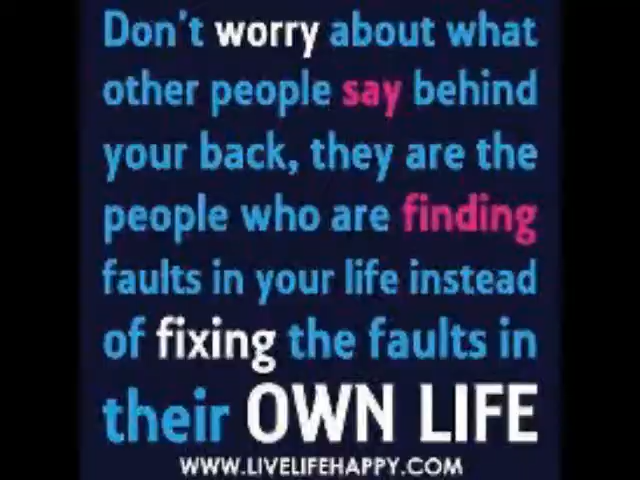 Don't worry about what
other people say behind
your back, they are the
people who are finding
faults in your life instead
of fixing the faults in
their OWN LIFE
WWW.LIVELIFEHAPPY.COM